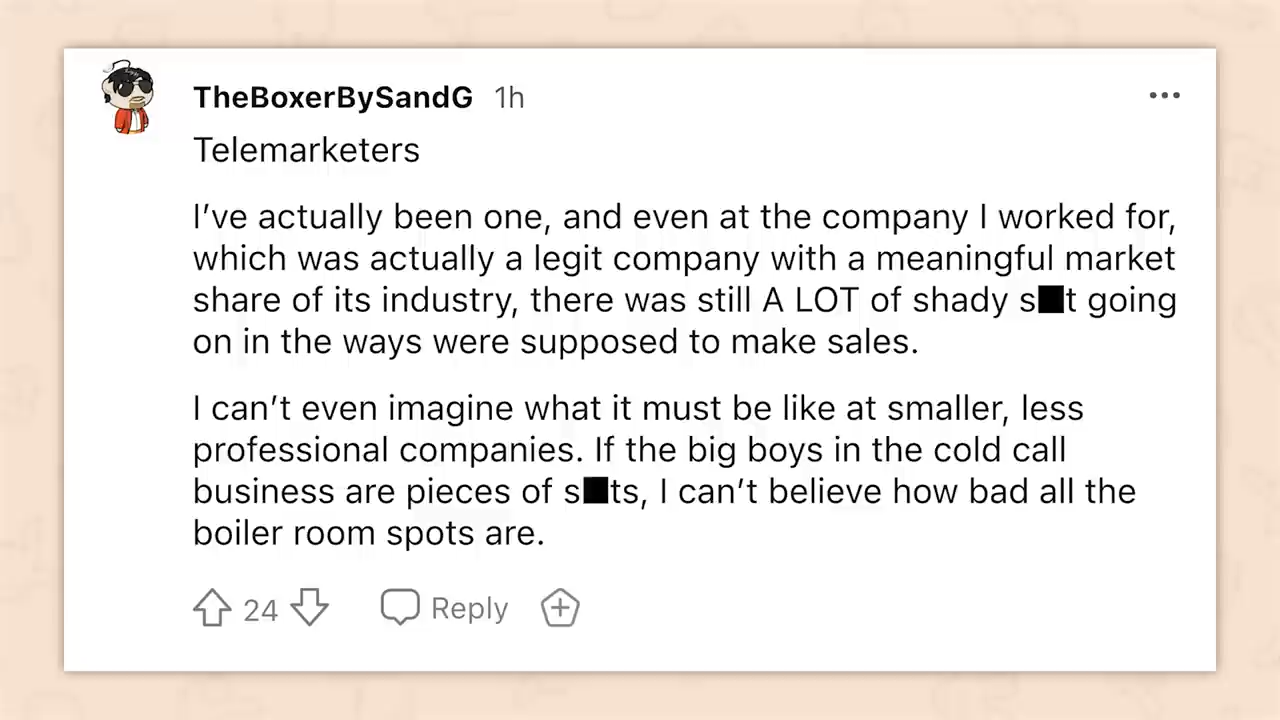 TheBoxerBySandG 1h
Telemarketers
I’ve actually been one, and even at the company I worked for,
which was actually a legit company with a meaningful market
share of its industry, there was still A LOT of shady s■t going
on in the ways were supposed to make sales.
I can’t even imagine what it must be like at smaller, less
professional companies. If the big boys in the cold call
business are pieces of s■ts, I can’t believe how bad all the
boiler room spots are.
24 Reply